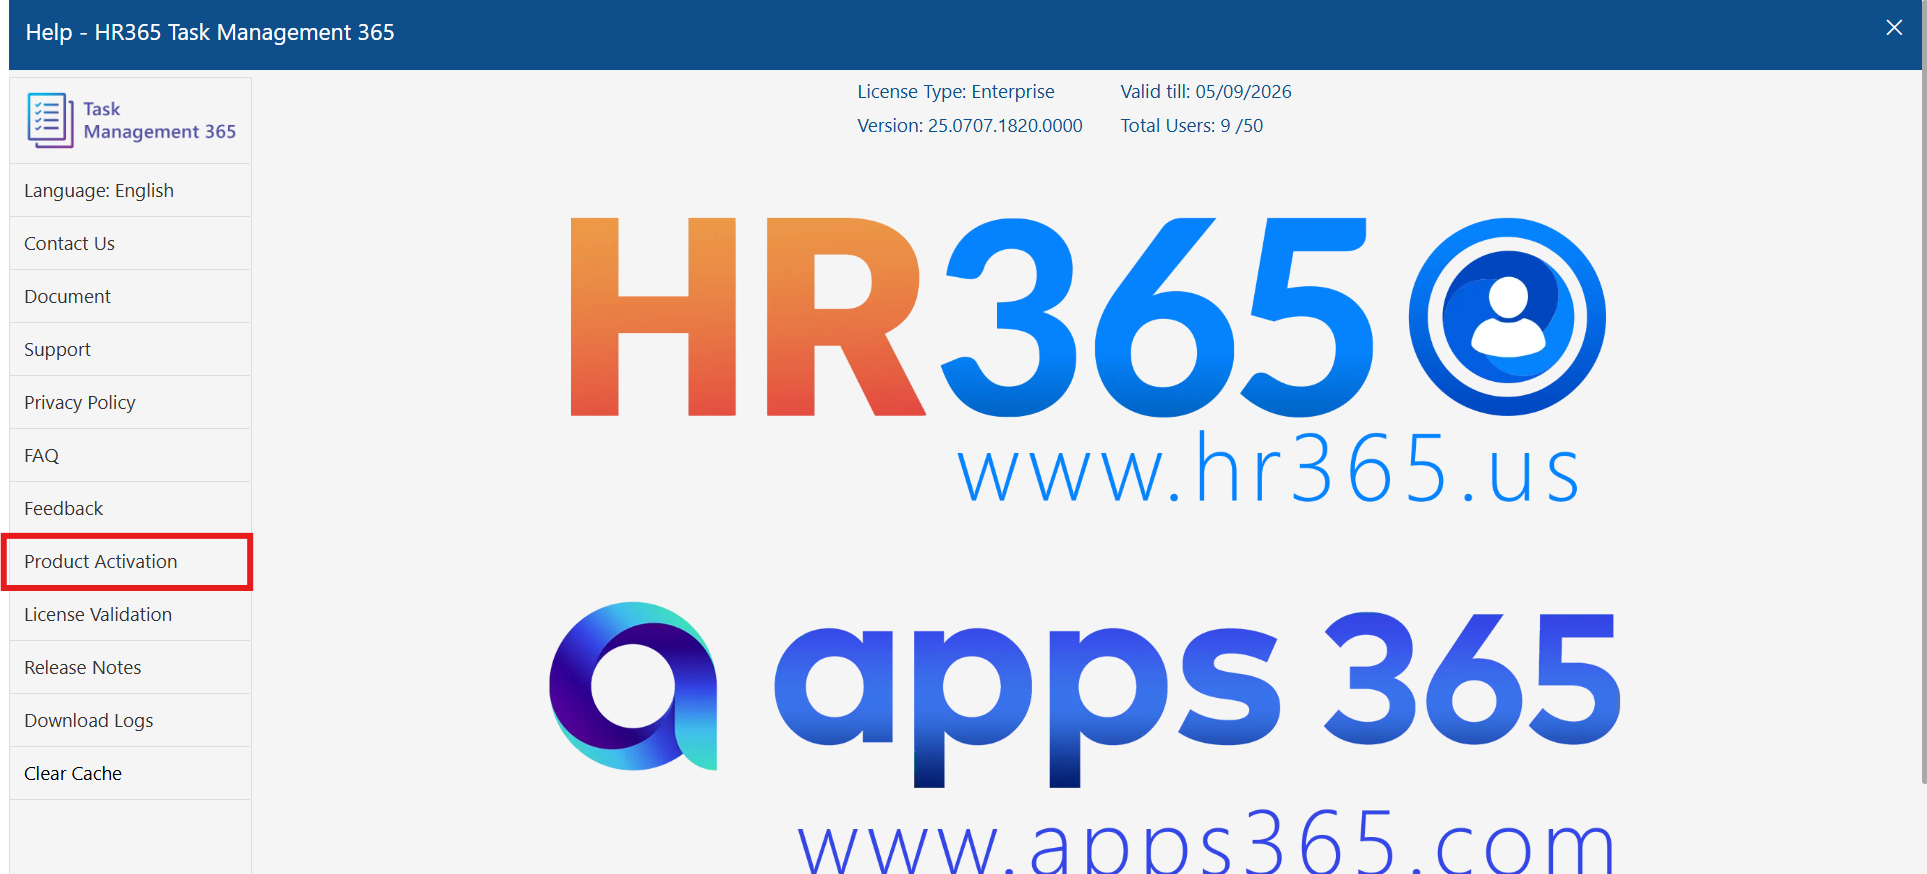 Help - HR365 Task Management 365
Task
Management 365
License Type: Enterprise
Valid till: 05/09/2026
Version: 25.0707.1820.0000
Total Users: 9 /50
Language: English
Contact Us
Document
Support
Privacy Policy
FAQ
Feedback
Product Activation
License Validation
Release Notes
Download Logs
Clear Cache
HR365
www.hr365.us
apps 365
www.apps365.com